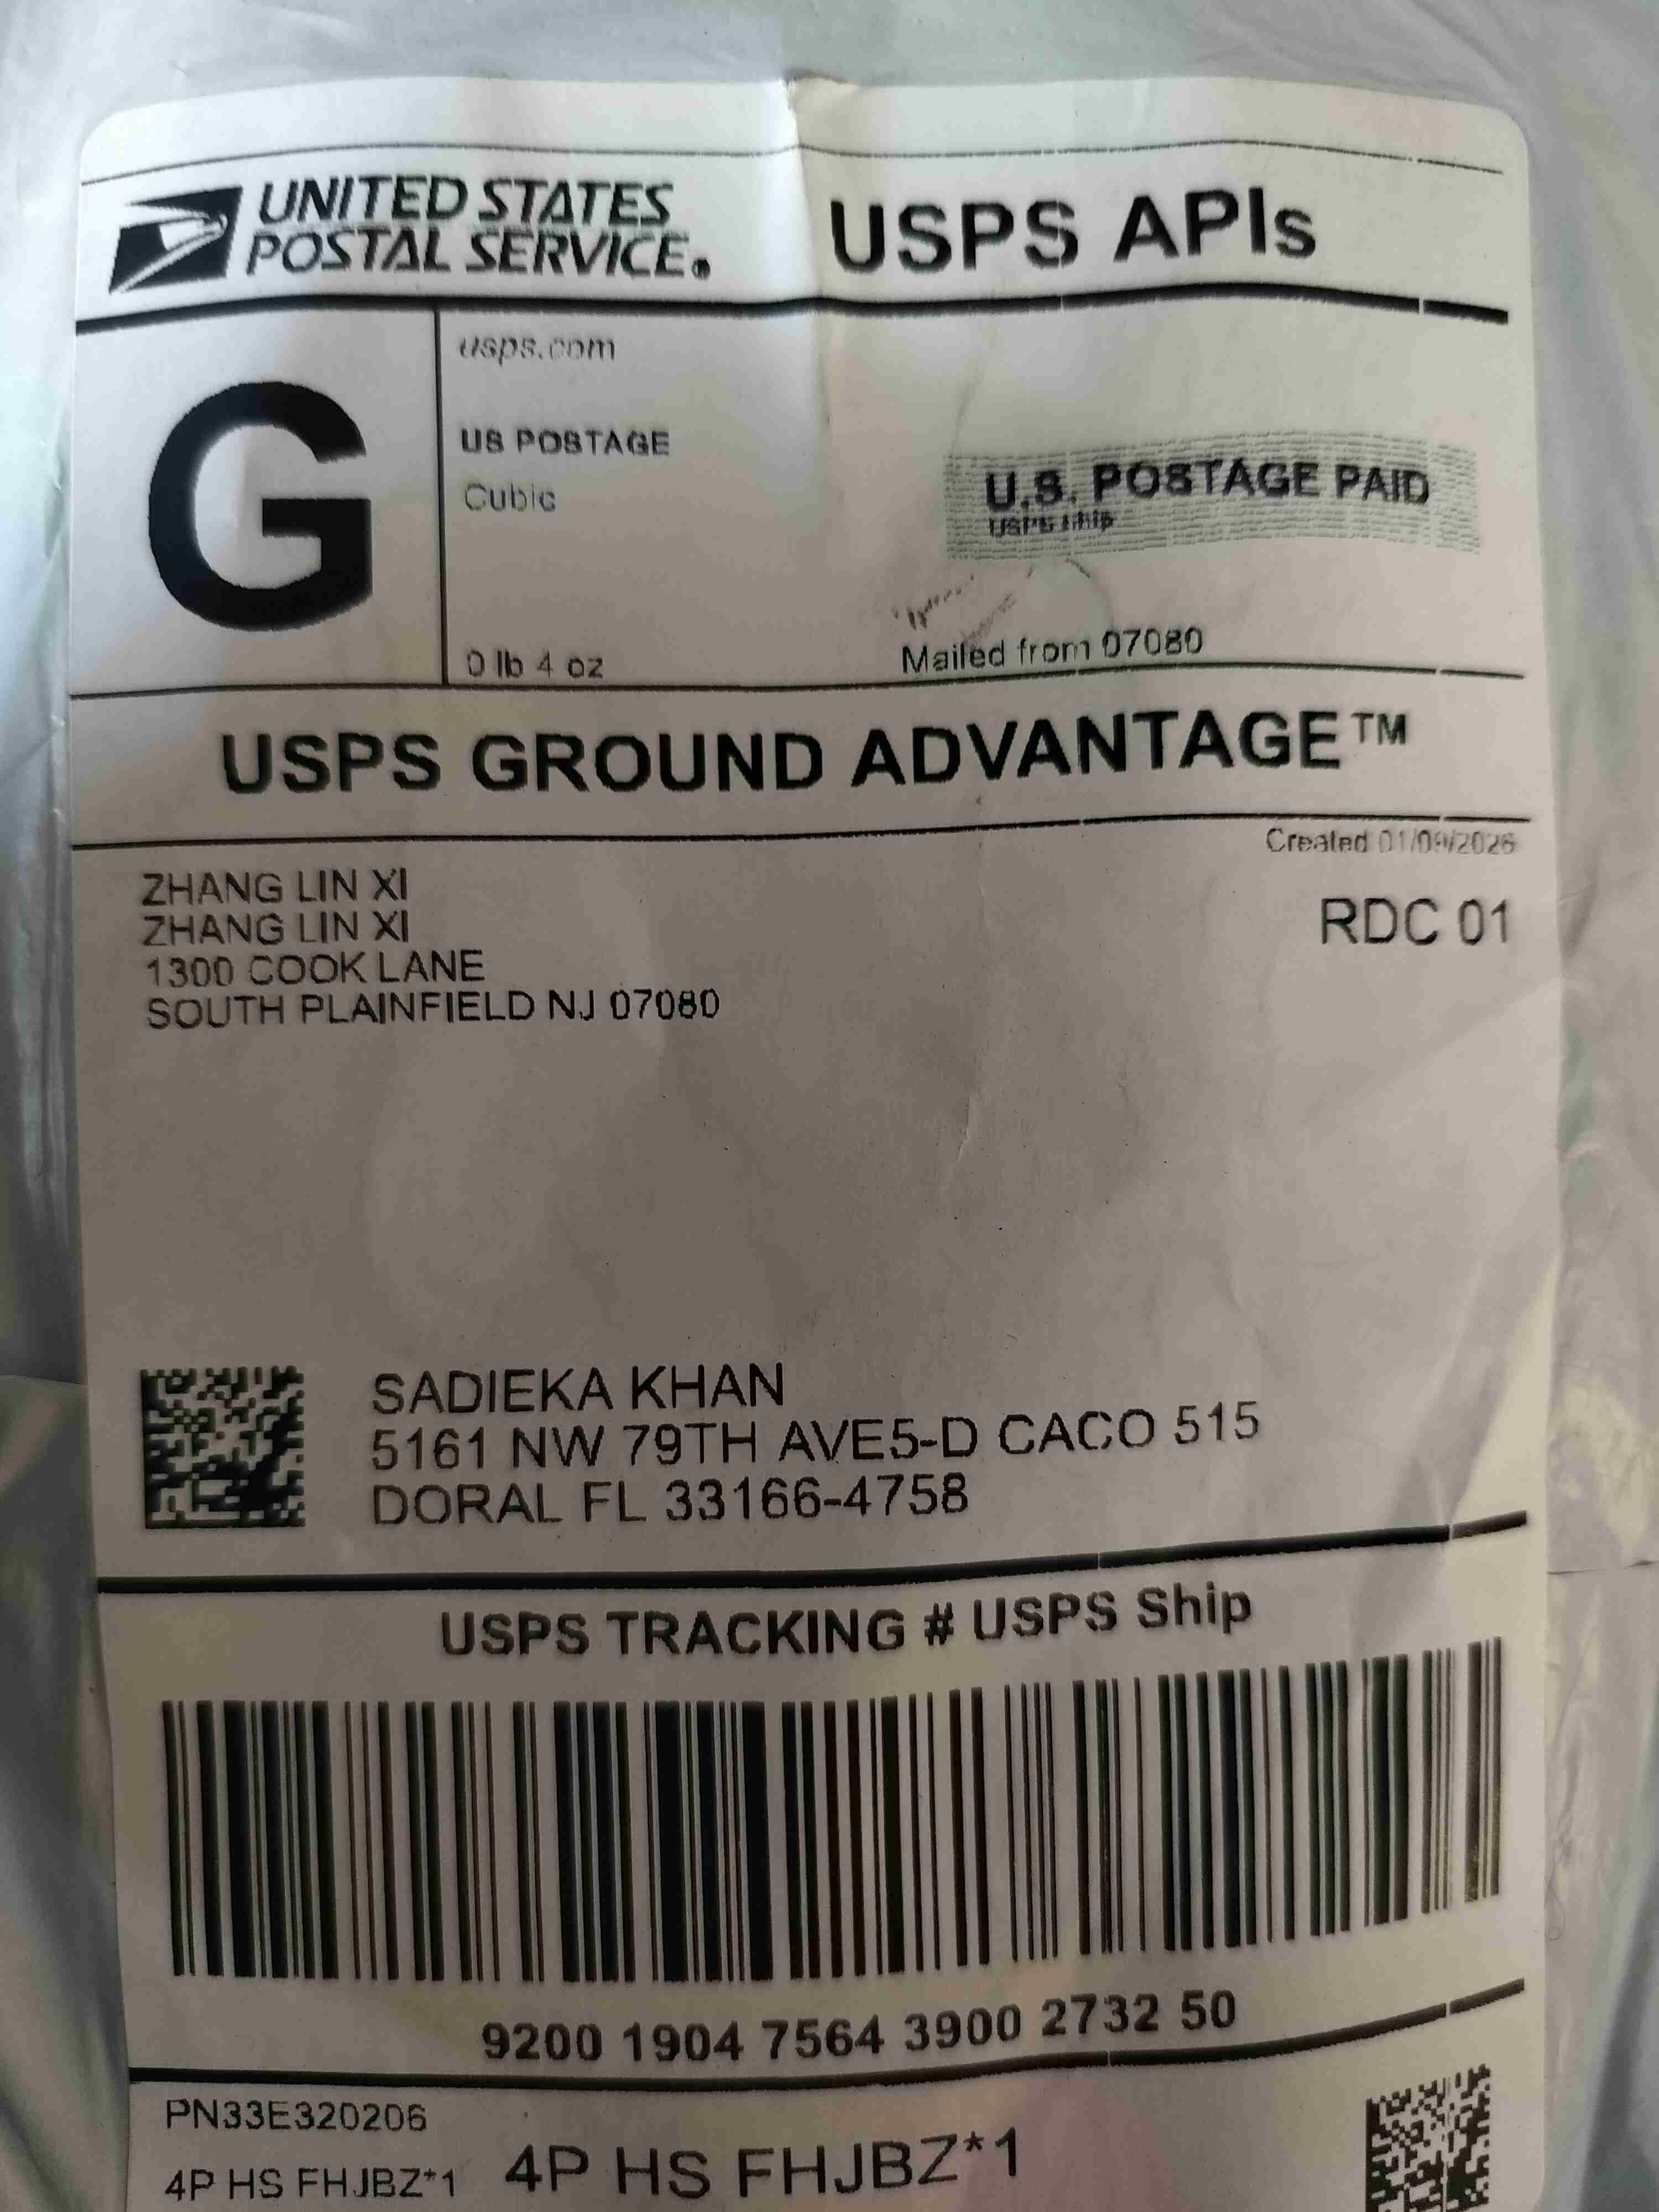 UNITED STATES
POSTAL SERVICE®
USPS APIs
G
usps.com
US POSTAGE
Cubic
U.S. POSTAGE PAID
USPS Ship
0 lb 4 oz
Mailed from 07080
USPS GROUND ADVANTAGE™
Created 01/09/2026
ZHANG LIN XI
RDC 01
ZHANG LIN XI
1300 COOK LANE
SOUTH PLAINFIELD NJ 07080
SADIEKA KHAN
5161 NW 79TH AVE5-D CACO 515
DORAL FL 33166-4758
USPS TRACKING # USPS Ship
9200 1904 7564 3900 2732 50
PN33E320206
4P HS FHJBZ*1
4P HS FHJBZ*1